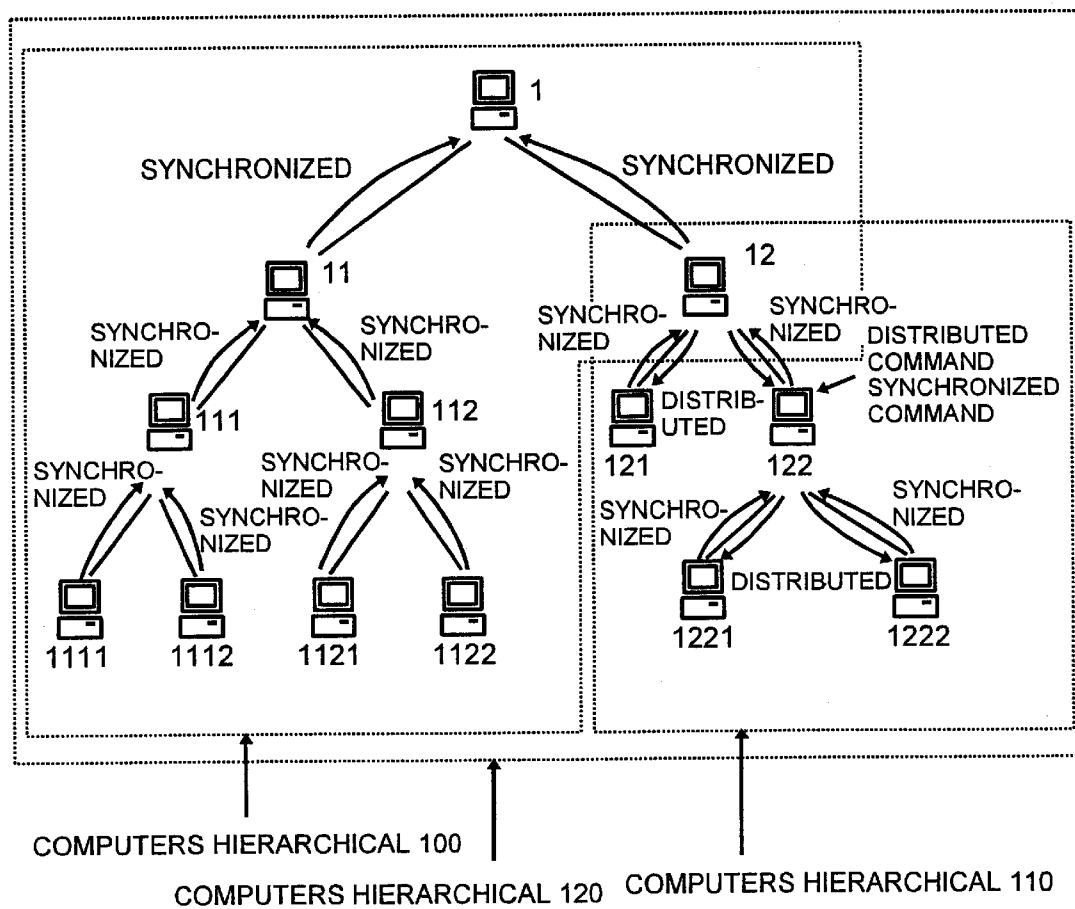 1
SYNCHRONIZED
SYNCHRONIZED
11
12
SYNCHRO-
NIZED
SYNCHRO-
NIZED
SYNCHRO-
NIZED
SYNCHRO-
NIZED
DISTRIBUTED
COMMAND
SYNCHRONIZED
COMMAND
111
112
DISTRIB-
UTED
121
122
SYNCHRO-
NIZED
SYNCHRO-
NIZED
SYNCHRO-
NIZED
SYNCHRO-
NIZED
SYNCHRO-
NIZED
SYNCHRO-
NIZED
DISTRIBUTED
1111
1112
1121
1122
1221
1222
COMPUTERS HIERARCHICAL 100
COMPUTERS HIERARCHICAL 120
COMPUTERS HIERARCHICAL 110